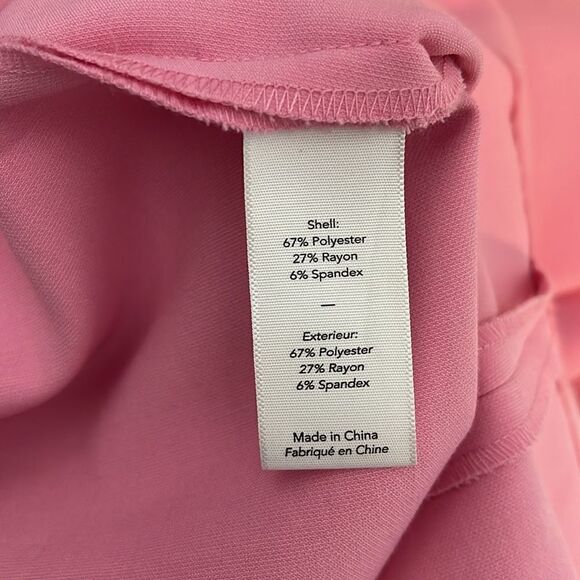 Shell:
67% Polyester
27% Rayon
6% Spandex
—
Exterieur:
67% Polyester
27% Rayon
6% Spandex
Made in China
Fabriqué en Chine